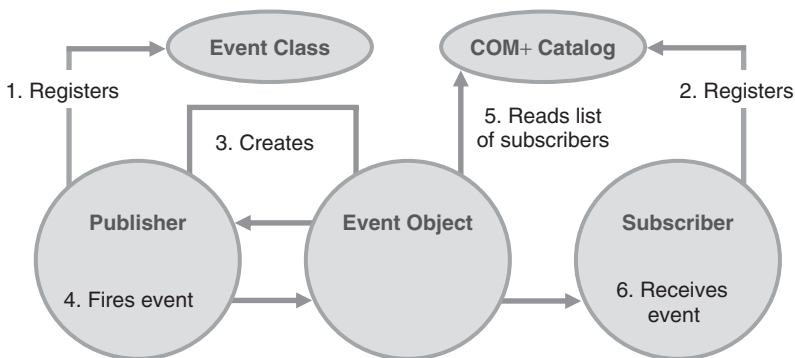 Event Class
COM+ Catalog
1. Registers
2. Registers
3. Creates
5. Reads list
of subscribers
Publisher
Event Object
Subscriber
4. Fires event
6. Receives
event